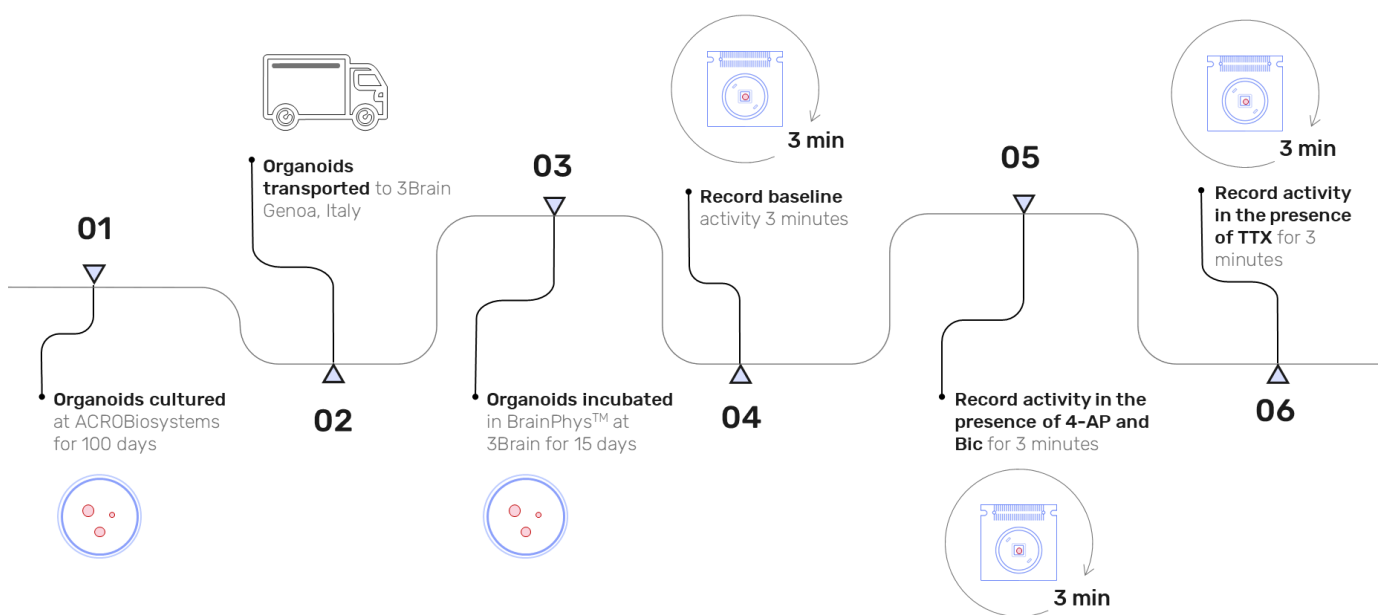 01
Organoids cultured
at ACROBiosystems
for 100 days
Organoids
transported to 3Brain
Genoa, Italy
02
03
Organoids incubated
in BrainPhys™ at
3Brain for 15 days
3 min
Record baseline
activity 3 minutes
04
05
Record activity in the
presence of 4-AP and
Bic for 3 minutes
3 min
3 min
Record activity
in the presence
of TTX for 3
minutes
06